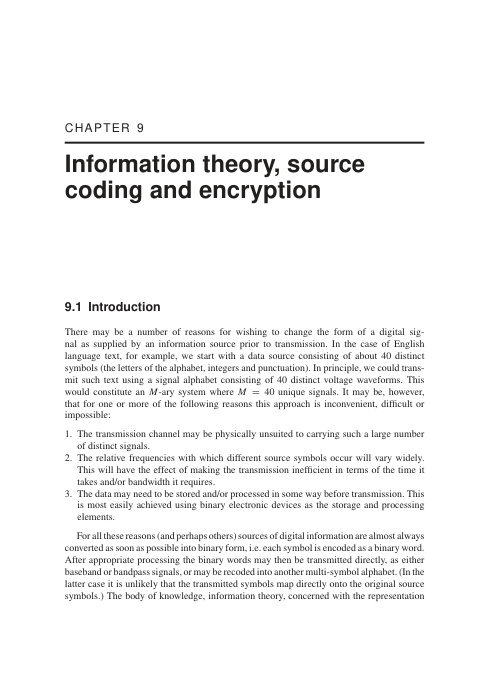 CHAPTER 9
Information theory, source
coding and encryption
9.1 Introduction
There may be a number of reasons for wishing to change the form of a digital sig-
nal as supplied by an information source prior to transmission. In the case of English
language text, for example, we start with a data source consisting of about 40 distinct
symbols (the letters of the alphabet, integers and punctuation). In principle, we could trans-
mit such text using a signal alphabet consisting of 40 distinct voltage waveforms. This
would constitute an M-ary system where M = 40 unique signals. It may be, however,
that for one or more of the following reasons this approach is inconvenient, difficult or
impossible:
1. The transmission channel may be physically unsuited to carrying such a large number
of distinct signals.
2. The relative frequencies with which different source symbols occur will vary widely.
This will have the effect of making the transmission inefficient in terms of the time it
takes and/or bandwidth it requires.
3. The data may need to be stored and/or processed in some way before transmission. This
is most easily achieved using binary electronic devices as the storage and processing
elements.
For all these reasons (and perhaps others) sources of digital information are almost always
converted as soon as possible into binary form, i.e. each symbol is encoded as a binary word.
After appropriate processing the binary words may then be transmitted directly, as either
baseband or bandpass signals, or may be recoded into another multi-symbol alphabet. (In the
latter case it is unlikely that the transmitted symbols map directly onto the original source
symbols.) The body of knowledge, information theory, concerned with the representation